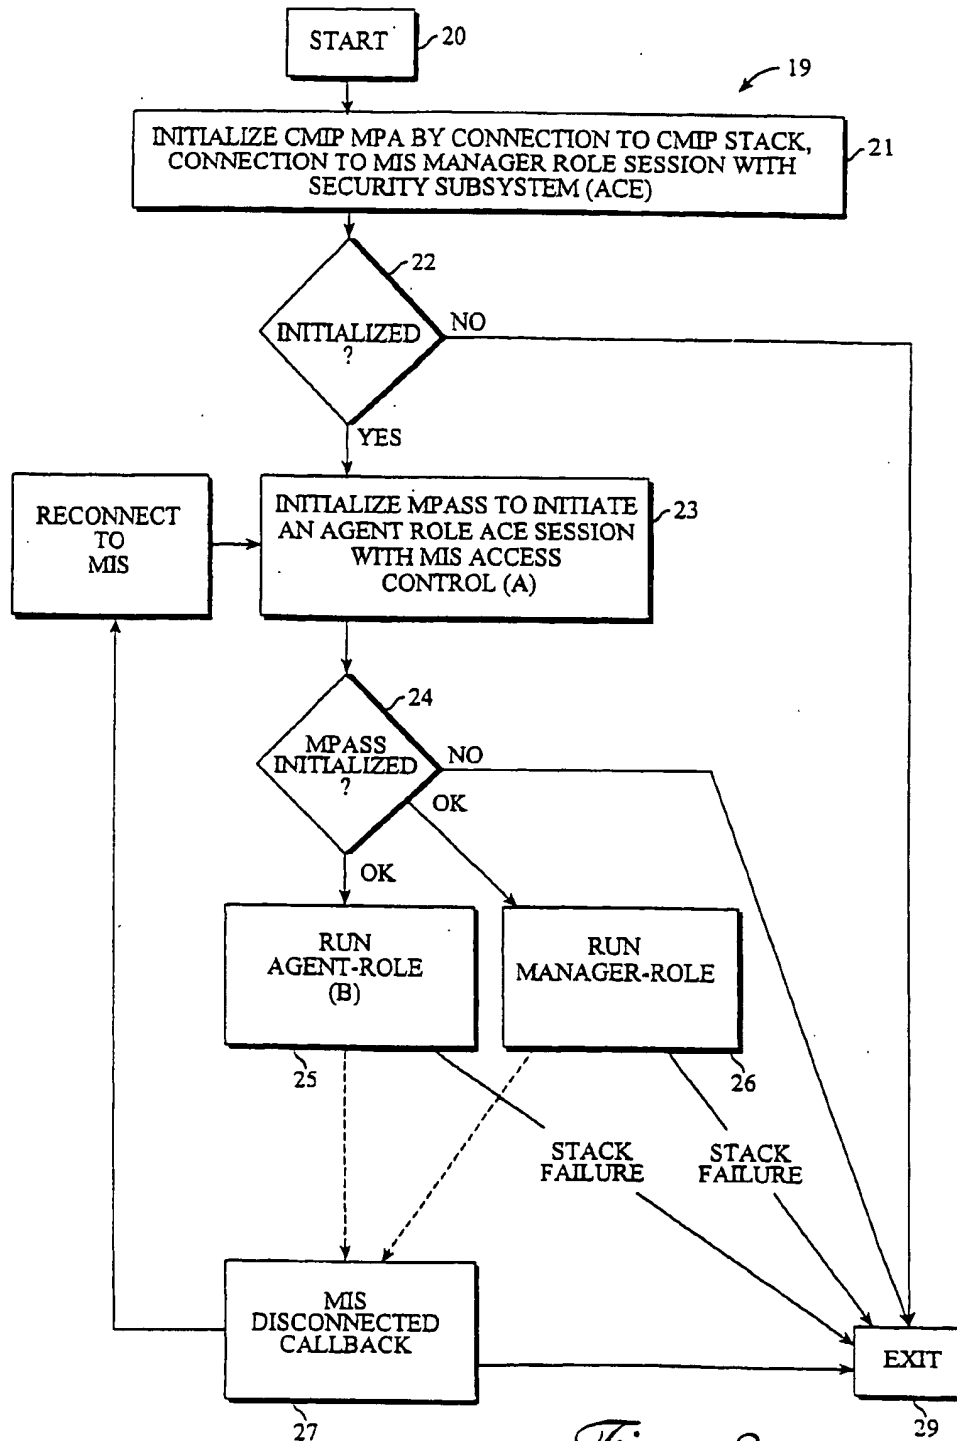 START
20
19
INITIALIZE CMIP MPA BY CONNECTION TO CMIP STACK,
CONNECTION TO MIS MANAGER ROLE SESSION WITH
SECURITY SUBSYSTEM (ACE)
21
22
INITIALIZED
?
NO
YES
RECONNECT
TO
MIS
INITIALIZE MPASS TO INITIATE
AN AGENT ROLE ACE SESSION
WITH MIS ACCESS
CONTROL (A)
23
24
MPASS
INITIALIZED
?
NO
OK
OK
RUN
AGENT-ROLE
(B)
RUN
MANAGER-ROLE
25
26
STACK
FAILURE
STACK
FAILURE
MIS
DISCONNECTED
CALLBACK
EXIT
27
29